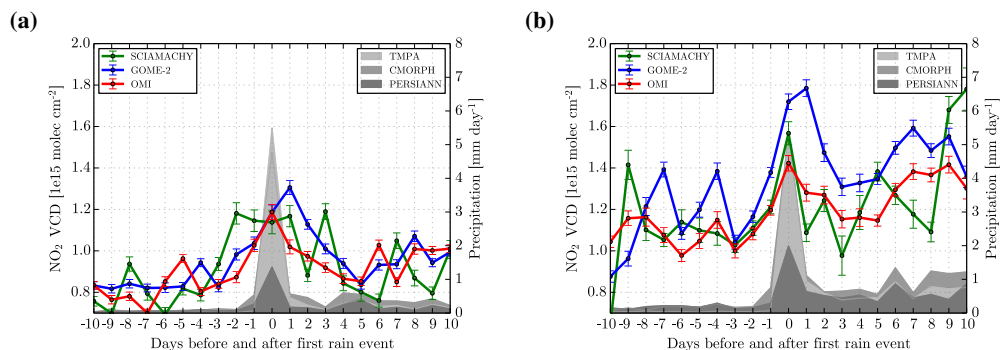 (a)
NO₂ VCD [1e15 molec cm⁻²]
2.0
1.8
1.6
1.4
1.2
1.0
0.8
SCIAMACHY
GOME-2
OMI
TMPA
CMORPH
PERSIANN
8
7
6
5
4
3
2
1
0
Precipitation [mm day⁻¹]
-10 -9 -8 -7 -6 -5 -4 -3 -2 -1 0 1 2 3 4 5 6 7 8 9 10
Days before and after first rain event
(b)
NO₂ VCD [1e15 molec cm⁻²]
2.0
1.8
1.6
1.4
1.2
1.0
0.8
SCIAMACHY
GOME-2
OMI
TMPA
CMORPH
PERSIANN
8
7
6
5
4
3
2
1
0
Precipitation [mm day⁻¹]
-10 -9 -8 -7 -6 -5 -4 -3 -2 -1 0 1 2 3 4 5 6 7 8 9 10
Days before and after first rain event